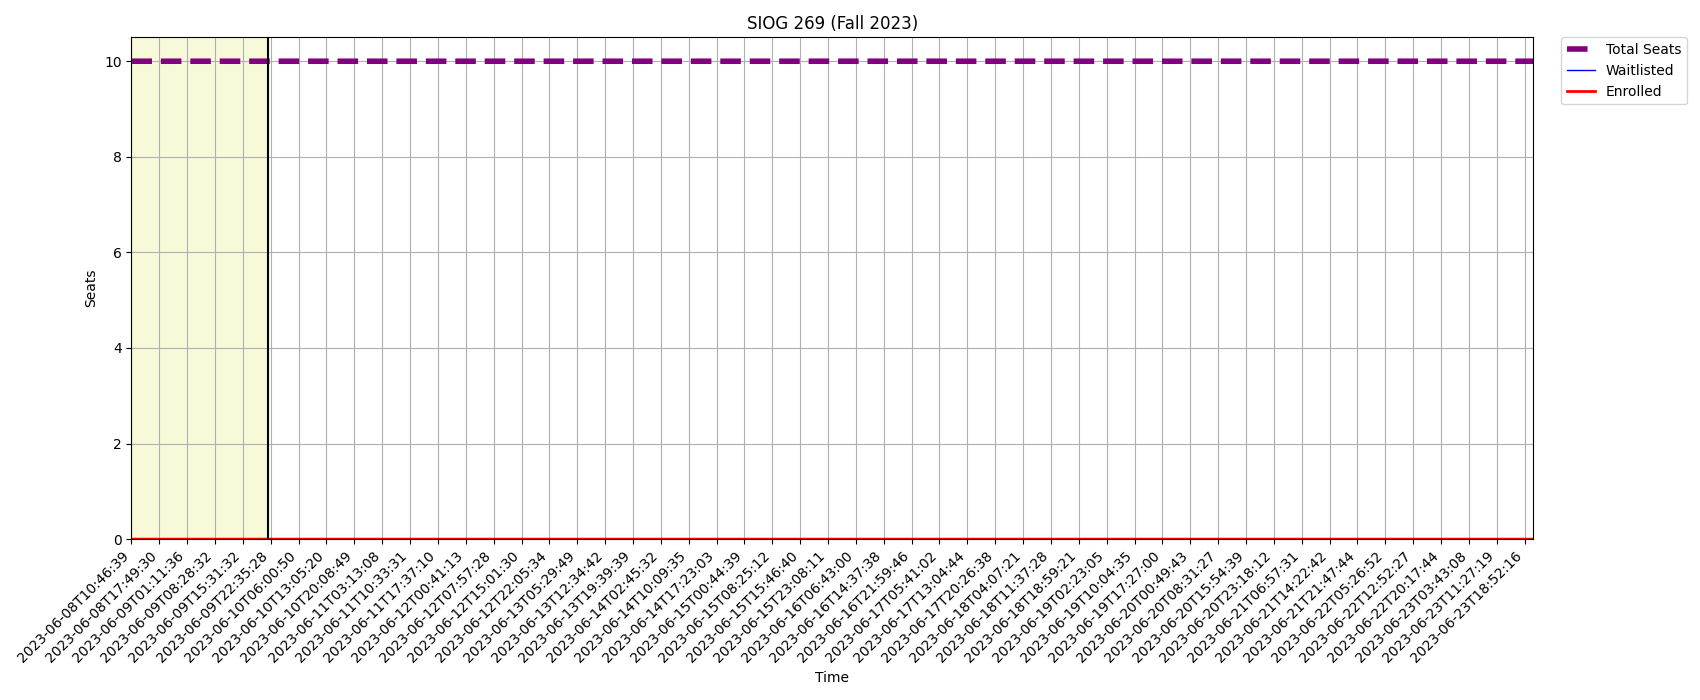 SIOG 269 (Fall 2023)
Total Seats
Waitlisted
Enrolled
Seats
10
8
6
4
2
0
2023-06-08T10:46:39
2023-06-08T17:49:30
2023-06-09T01:11:36
2023-06-09T08:28:32
2023-06-09T15:31:32
2023-06-09T22:35:28
2023-06-10T06:00:50
2023-06-10T13:05:20
2023-06-10T20:08:49
2023-06-11T03:13:08
2023-06-11T10:33:31
2023-06-11T17:37:10
2023-06-12T00:41:13
2023-06-12T07:57:28
2023-06-12T15:01:30
2023-06-12T22:05:34
2023-06-13T05:29:49
2023-06-13T12:34:42
2023-06-13T19:39:39
2023-06-14T02:45:32
2023-06-14T10:09:35
2023-06-14T17:23:03
2023-06-15T00:44:39
2023-06-15T08:25:12
2023-06-15T15:46:40
2023-06-15T23:08:11
2023-06-16T06:43:00
2023-06-16T14:37:38
2023-06-16T21:59:46
2023-06-17T05:41:02
2023-06-17T13:04:44
2023-06-17T20:26:38
2023-06-18T04:07:21
2023-06-18T11:37:28
2023-06-18T18:59:21
2023-06-19T02:23:05
2023-06-19T10:04:35
2023-06-19T17:27:00
2023-06-20T00:49:43
2023-06-20T08:31:27
2023-06-20T15:54:39
2023-06-20T23:18:12
2023-06-21T06:57:31
2023-06-21T14:22:42
2023-06-21T21:47:44
2023-06-22T05:26:52
2023-06-22T12:52:27
2023-06-22T20:17:44
2023-06-23T03:43:08
2023-06-23T11:27:19
2023-06-23T18:52:16
Time